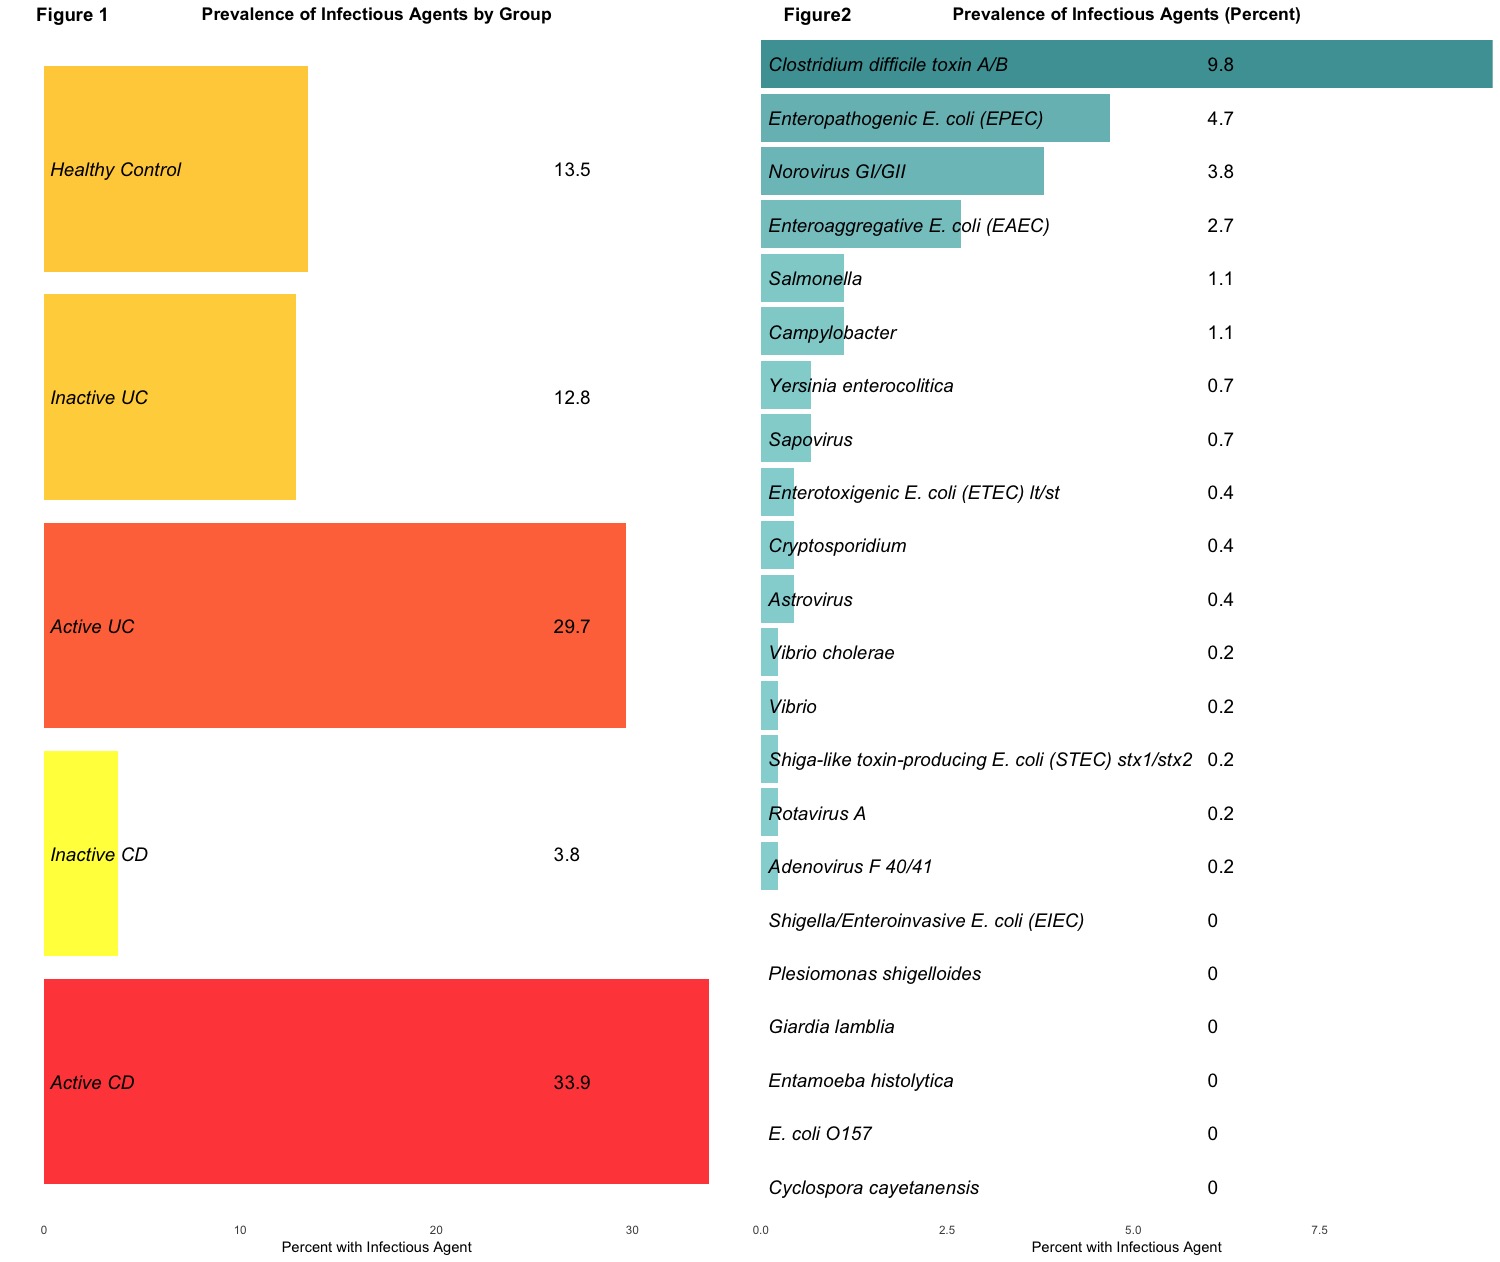 Figure 1
Prevalence of Infectious Agents by Group
Healthy Control 13.5
Inactive UC 12.8
Active UC 29.7
Inactive CD 3.8
Active CD 33.9
0 10 20 30
Percent with Infectious Agent
Figure2
Prevalence of Infectious Agents (Percent)
Clostridium difficile toxin A/B 9.8
Enteropathogenic E. coli (EPEC) 4.7
Norovirus GI/GII 3.8
Enteroaggregative E. coli (EAEC) 2.7
Salmonella 1.1
Campylobacter 1.1
Yersinia enterocolitica 0.7
Sapovirus 0.7
Enterotoxigenic E. coli (ETEC) lt/st 0.4
Cryptosporidium 0.4
Astrovirus 0.4
Vibrio cholerae 0.2
Vibrio 0.2
Shiga-like toxin-producing E. coli (STEC) stx1/stx2 0.2
Rotavirus A 0.2
Adenovirus F 40/41 0.2
Shigella/Enteroinvasive E. coli (EIEC) 0
Plesiomonas shigelloides 0
Giardia lamblia 0
Entamoeba histolytica 0
E. coli O157 0
Cyclospora cayetanensis 0
0.0 2.5 5.0 7.5
Percent with Infectious Agent